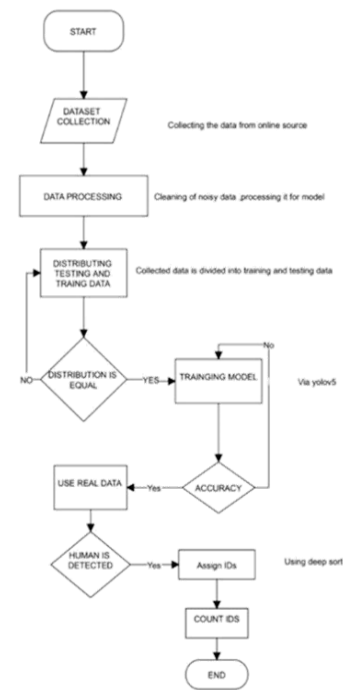 START
DATASET
COLLECTION
Collecting the data from online source
DATA PROCESSING
Cleaning of noisy data ,processing it for model
DISTRIBUTING
TESTING AND
TRAING DATA
Collected data is divided into training and testing data
No
NO
DISTRIBUTION IS
EQUAL
YES
TRAINGING MODEL
Via yolov5
USE REAL DATA
Yes
ACCURACY
HUMAN IS
DETECTED
Yes
Assign IDs
Using deep sort
COUNT IDS
END